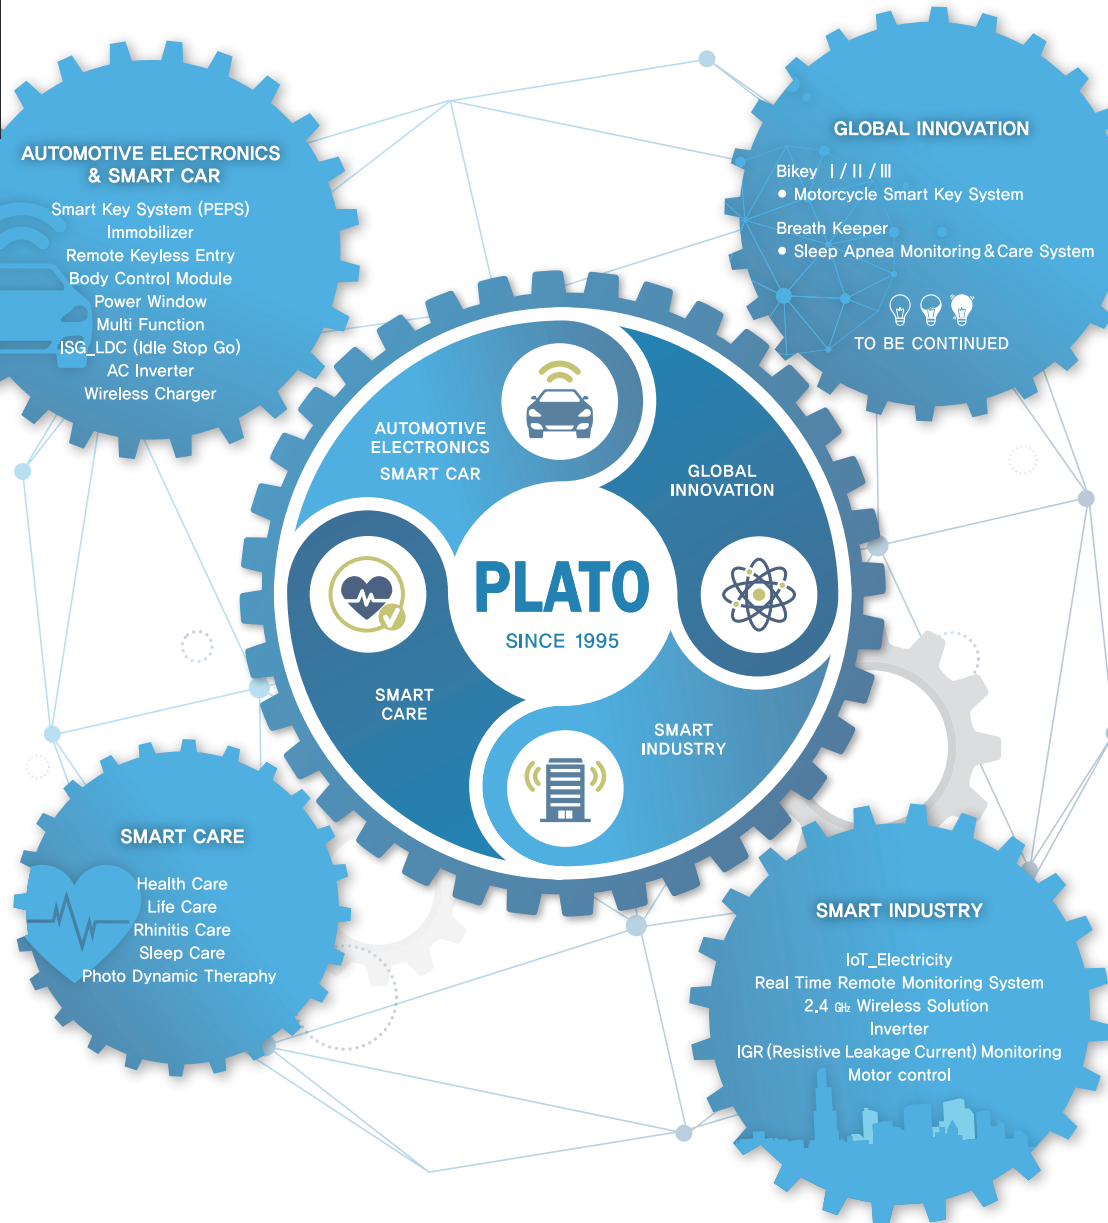 AUTOMOTIVE ELECTRONICS
& SMART CAR
Smart Key System (PEPS)
Immobilizer
Remote Keyless Entry
Body Control Module
Power Window
Multi Function
ISG_LDC (Idle Stop Go)
AC Inverter
Wireless Charger
GLOBAL INNOVATION
Bikey Ⅰ / Ⅱ / Ⅲ
• Motorcycle Smart Key System
Breath Keeper
• Sleep Apnea Monitoring & Care System
TO BE CONTINUED
AUTOMOTIVE
ELECTRONICS
SMART CAR
GLOBAL
INNOVATION
PLATO
SINCE 1995
SMART
CARE
SMART
INDUSTRY
SMART CARE
Health Care
Life Care
Rhinitis Care
Sleep Care
Photo Dynamic Theraphy
SMART INDUSTRY
IoT_Electricity
Real Time Remote Monitoring System
2.4 GHz Wireless Solution
Inverter
IGR (Resistive Leakage Current) Monitoring
Motor control